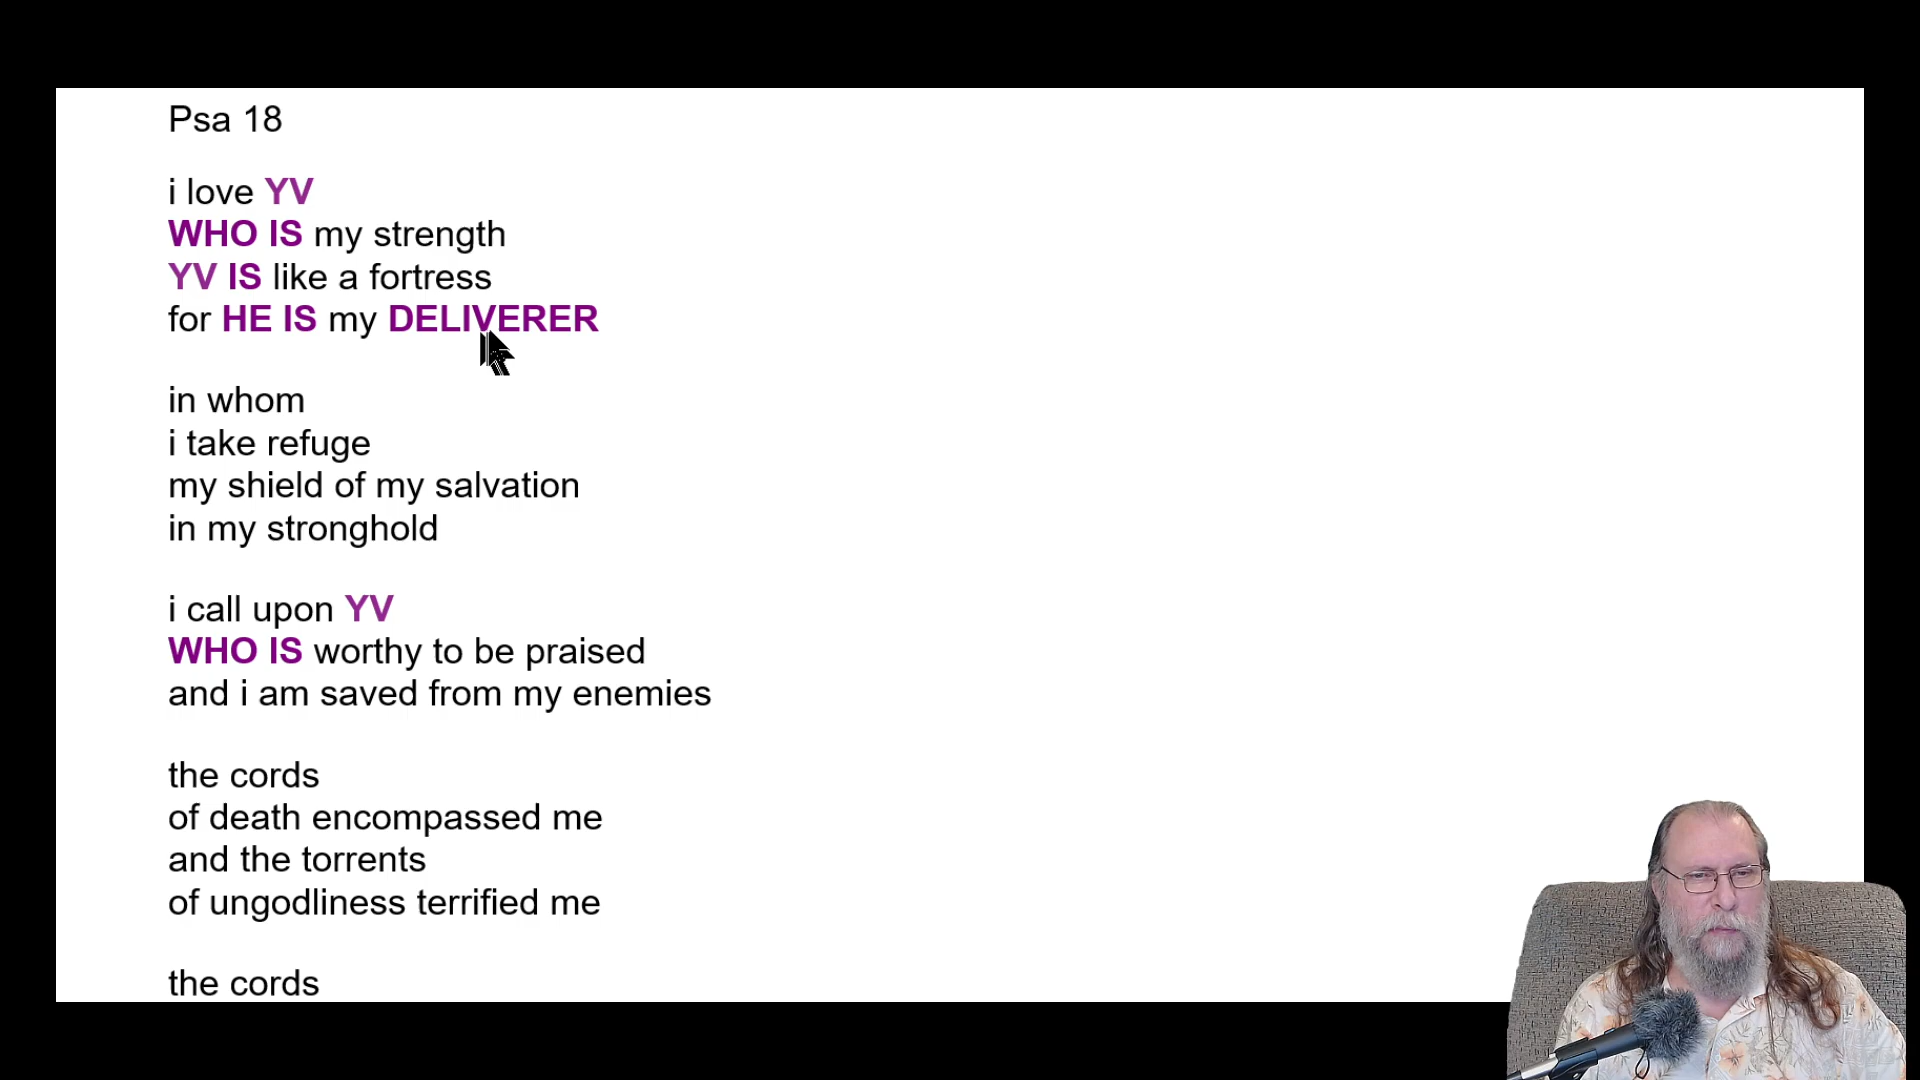 Psa 18
i love YV
WHO IS my strength
YV IS like a fortress
for HE IS my DELIVERER
in whom
i take refuge
my shield of my salvation
in my stronghold
i call upon YV
WHO IS worthy to be praised
and i am saved from my enemies
the cords
of death encompassed me
and the torrents
of ungodliness terrified me
the cords